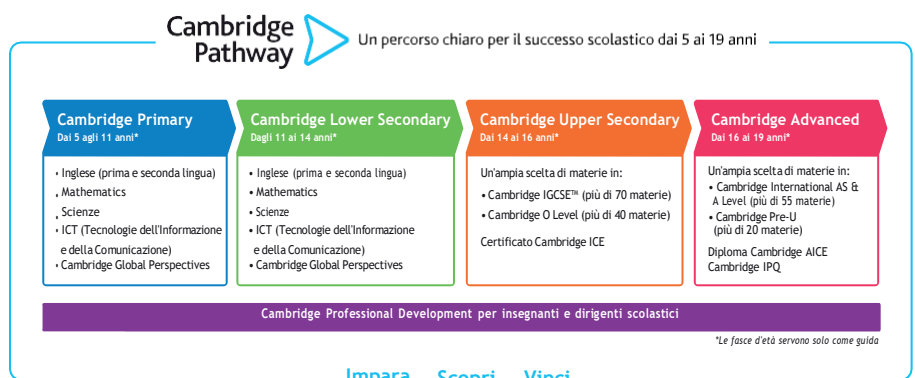 Cambridge
Pathway
Un percorso chiaro per il successo scolastico dai 5 ai 19 anni
Cambridge Primary
Dai 5 agli 11 anni*
• Inglese (prima e seconda lingua)
• Mathematics
• Scienze
• ICT (Tecnologie dell'Informazione
e della Comunicazione)
• Cambridge Global Perspectives
Cambridge Lower Secondary
Dagli 11 ai 14 anni*
• Inglese (prima e seconda lingua)
• Mathematics
• Scienze
• ICT (Tecnologie dell'Informazione
e della Comunicazione)
• Cambridge Global Perspectives
Cambridge Upper Secondary
Dai 14 ai 16 anni*
Un'ampia scelta di materie in:
• Cambridge IGCSE™ (più di 70 materie)
• Cambridge O Level (più di 40 materie)
Certificato Cambridge ICE
Cambridge Advanced
Dai 16 ai 19 anni*
Un'ampia scelta di materie in:
• Cambridge International AS &
A Level (più di 55 materie)
• Cambridge Pre-U
(più di 20 materie)
Diploma Cambridge AICE
Cambridge IPQ
Cambridge Professional Development per insegnanti e dirigenti scolastici
*Le fasce d'età servono solo come guida
Impara Scopri Vinci